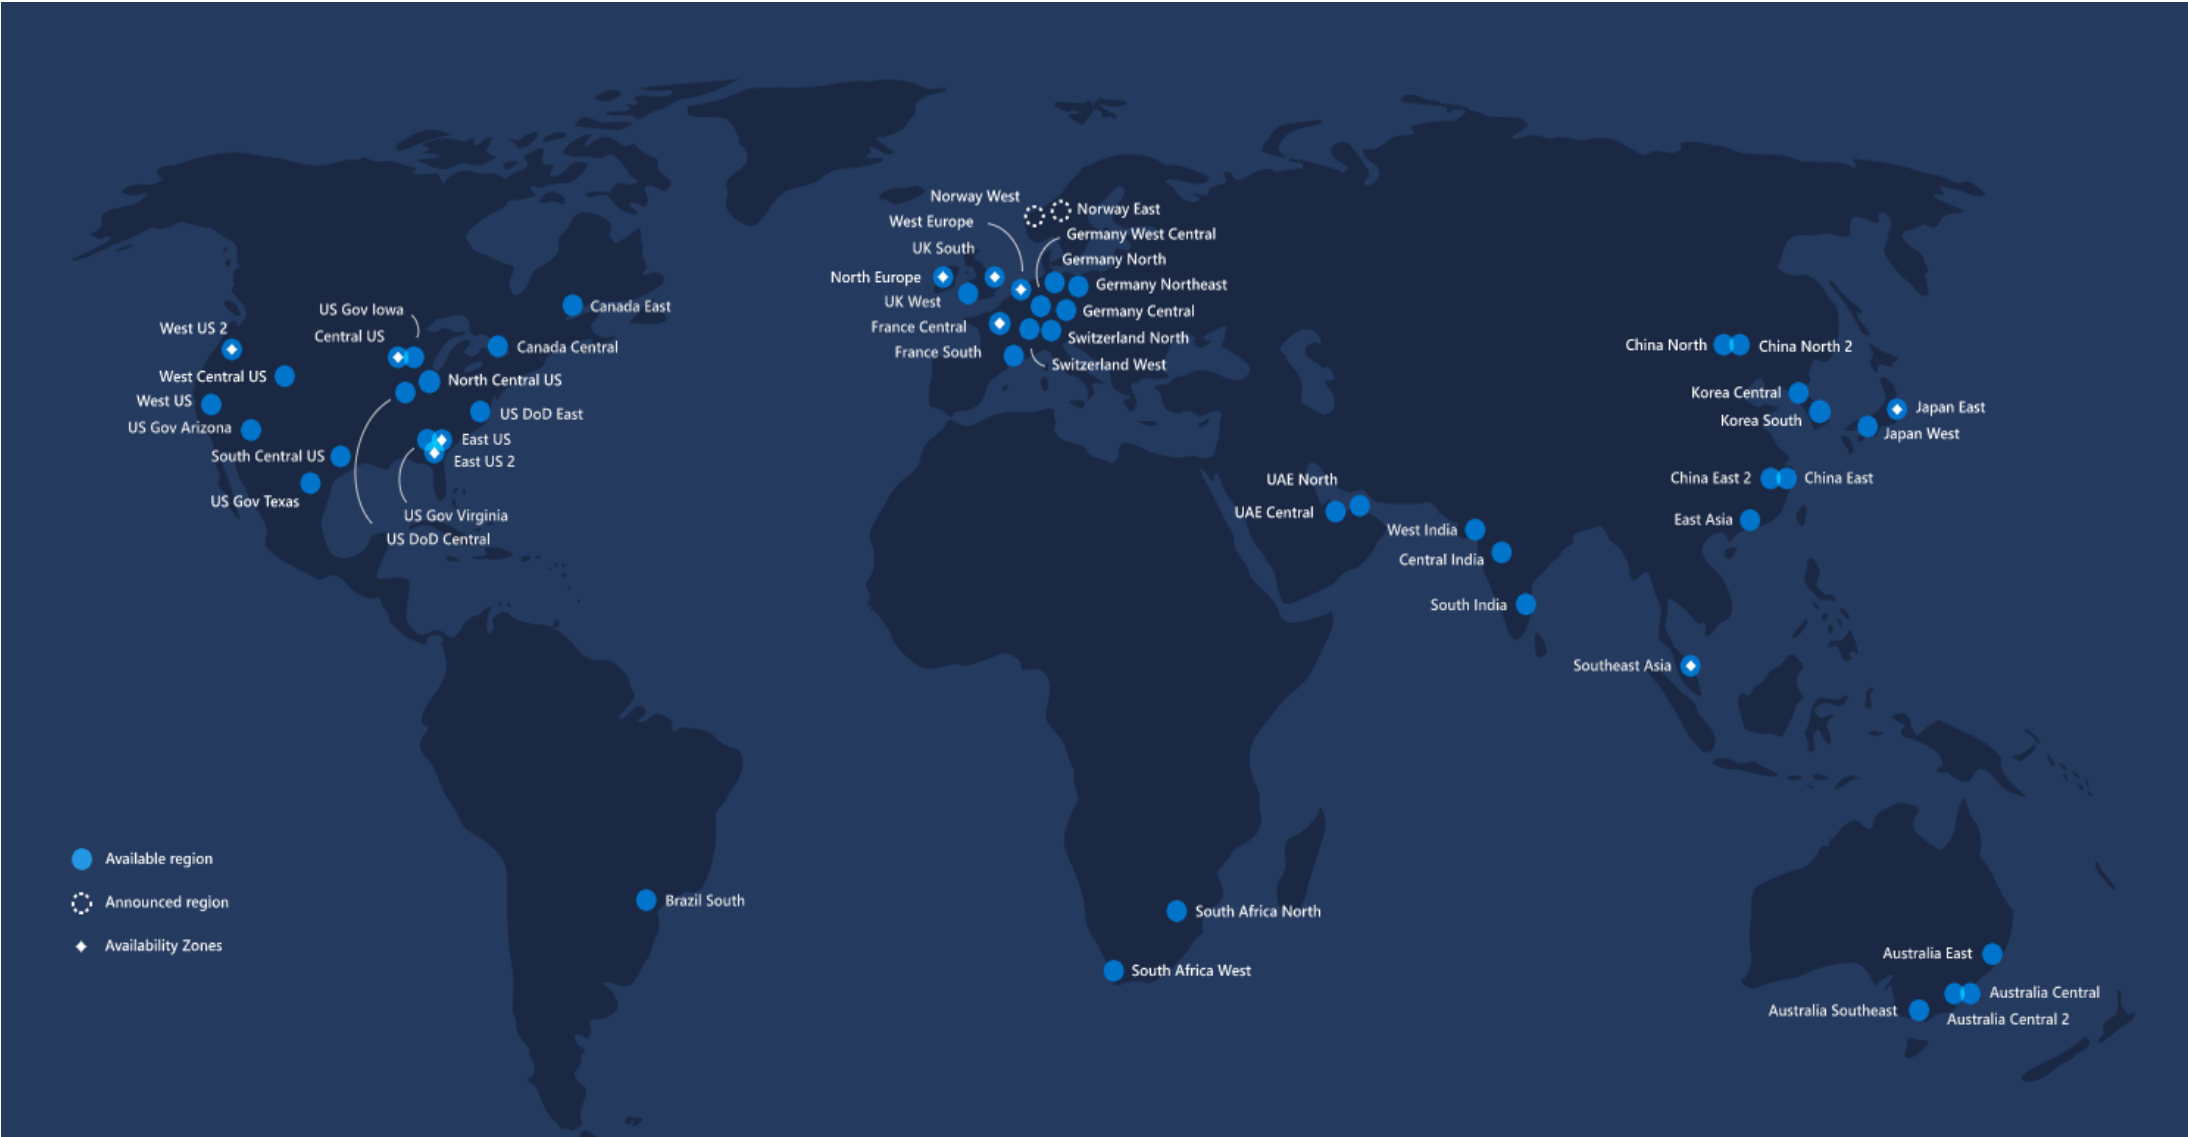 Norway West
Norway East
West Europe
Germany West Central
UK South
Germany North
North Europe
Germany Northeast
UK West
Germany Central
France Central
Switzerland North
France South
Switzerland West
US Gov Iowa
Canada East
West US 2
Central US
Canada Central
West Central US
North Central US
West US
US DoD East
US Gov Arizona
East US
South Central US
East US 2
US Gov Texas
US Gov Virginia
US DoD Central
China North
China North 2
Korea Central
Japan East
Korea South
Japan West
China East 2
China East
East Asia
UAE North
UAE Central
West India
Central India
South India
Southeast Asia
Available region
Announced region
Availability Zones
Brazil South
South Africa North
South Africa West
Australia East
Australia Central
Australia Southeast
Australia Central 2